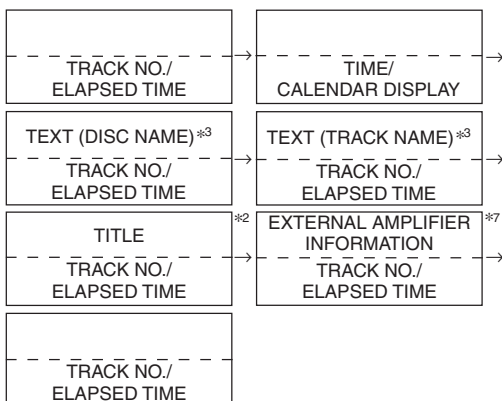 TRACK NO./
ELAPSED TIME
TIME/
CALENDAR DISPLAY
TEXT (DISC NAME)*3
TRACK NO./
ELAPSED TIME
TEXT (TRACK NAME)*3
TRACK NO./
ELAPSED TIME
TITLE
*2
TRACK NO./
ELAPSED TIME
EXTERNAL AMPLIFIER
INFORMATION
*7
TRACK NO./
ELAPSED TIME
TRACK NO./
ELAPSED TIME